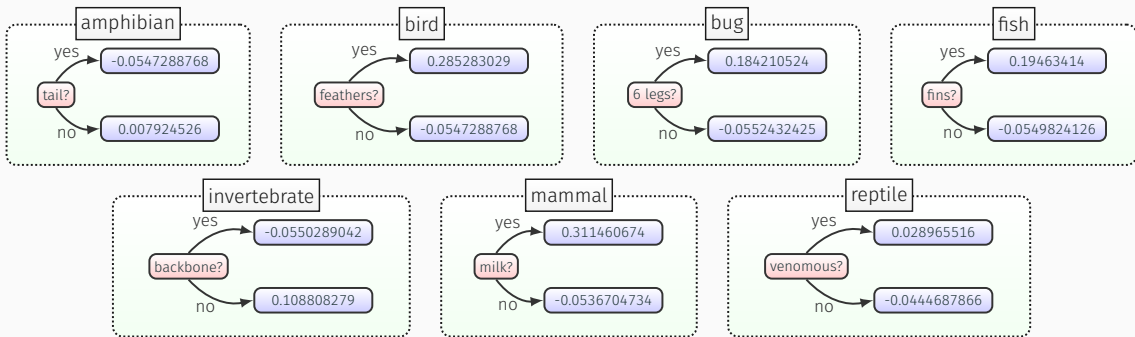 amphibian
yes
-0.0547288768
tail?
no
0.007924526
bird
yes
0.285283029
feathers?
no
-0.0547288768
bug
yes
0.184210524
6 legs?
no
-0.0552432425
fish
yes
0.19463414
fins?
no
-0.0549824126
invertebrate
yes
-0.0550289042
backbone?
no
0.108808279
mammal
yes
0.311460674
milk?
no
-0.0536704734
reptile
yes
0.028965516
venomous?
no
-0.0444687866